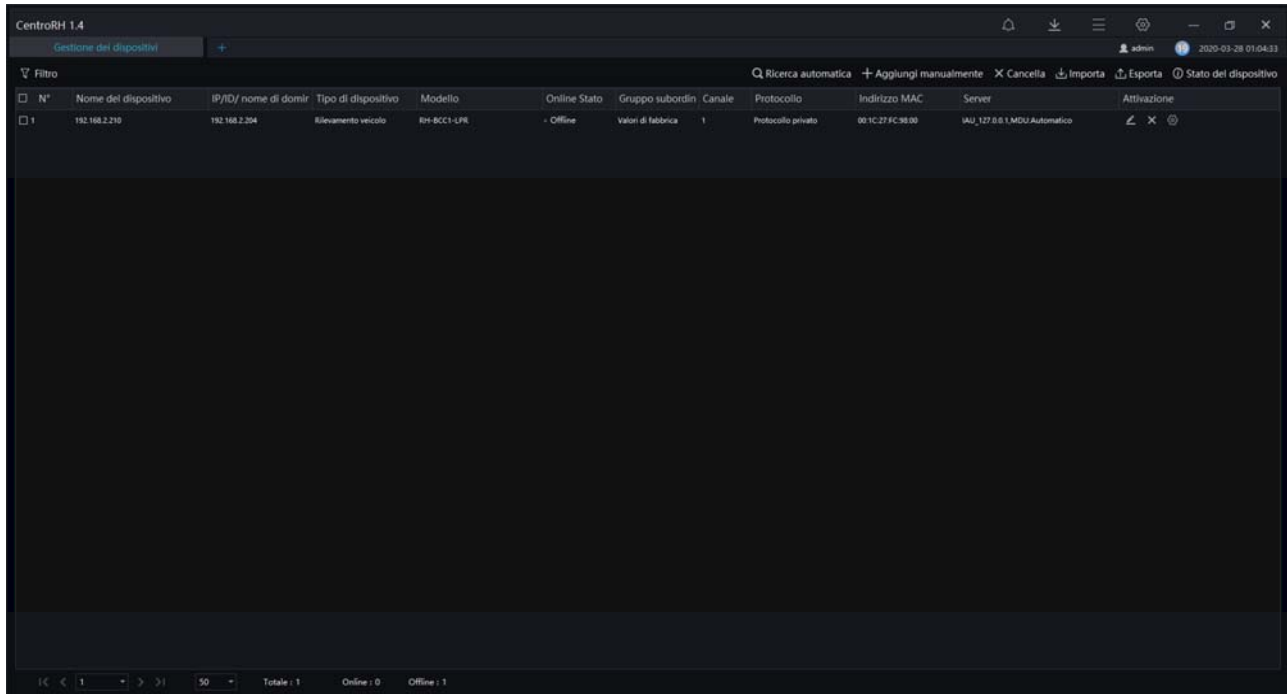 CentroRH 1.4
Gestione dei dispositivi +
admin 2020-03-28 01:04:33
Filtro Ricerca automatica Aggiungi manualmente Cancella Importa Esporta Stato del dispositivo
N° Nome del dispositivo IP/ID/ nome di domir Tipo di dispositivo Modello Online Stato Gruppo subordin Canale Protocollo Indirizzo MAC Server Attivazione
1 192.168.2.210 192.168.2.204 Rilevamento veicolo RH-BCC1-LPR Offline Valori di fabbrica 1 Protocollo privato 00:1C:27:FC:98:00 IAU_127.0.0.1,MDU:Automatico
1 50 Totale : 1 Online : 0 Offline : 1